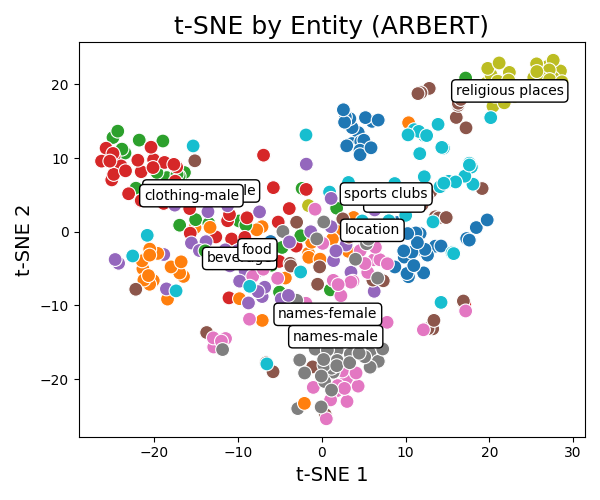 t-SNE by Entity (ARBERT)
religious places
clothing-male
sports clubs
location
food
names-female
names-male
t-SNE 2
20
10
0
−10
−20
−20
−10
0
10
20
30
t-SNE 1